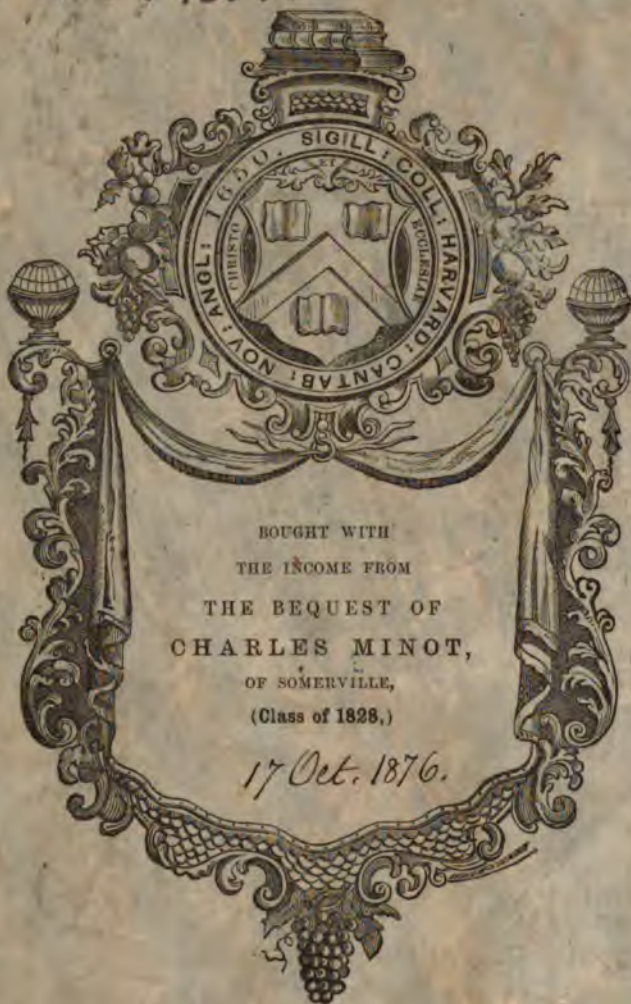 SIGILL: COLL: HARVARD: CANTAB: NOV: ANGL: 1650.
CHRISTO
ET
ECCLESIAE
BOUGHT WITH
THE INCOME FROM
THE BEQUEST OF
CHARLES MINOT,
OF SOMERVILLE,
(Class of 1828,)
17 Oct. 1876.